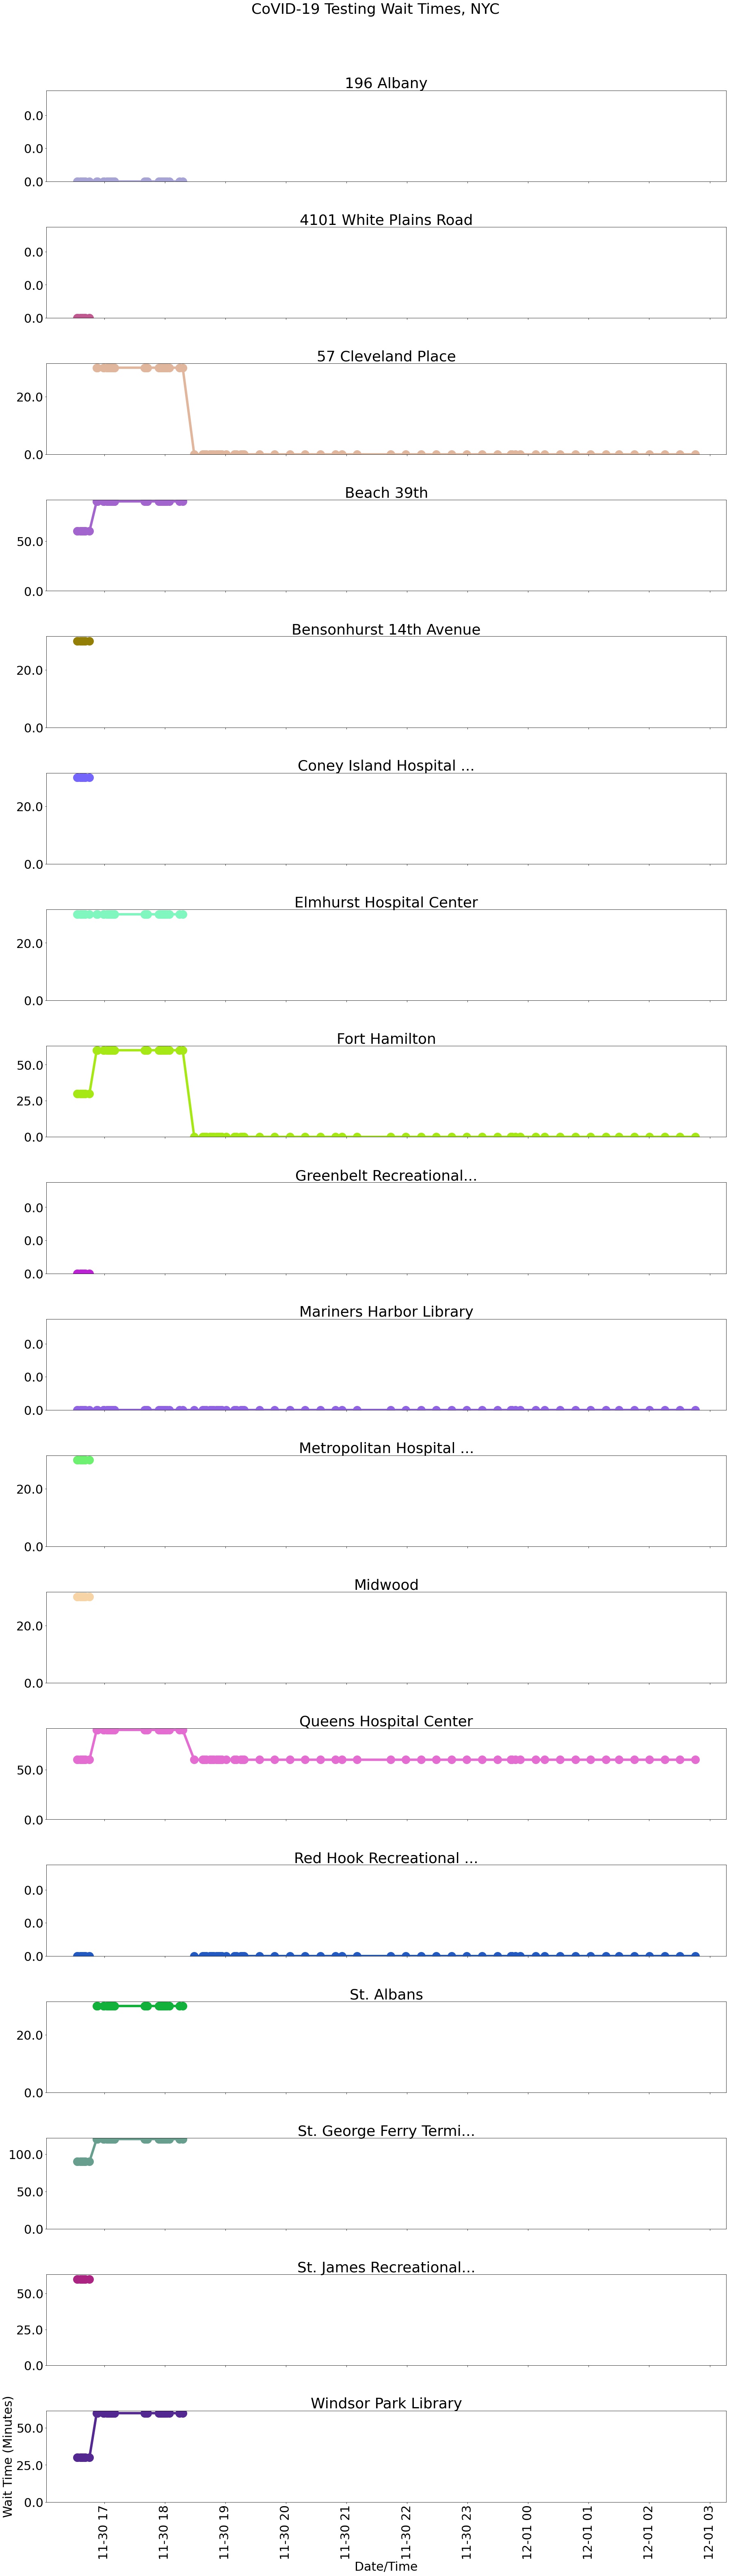 CoVID-19 Testing Wait Times, NYC
196 Albany
0.0
0.0
0.0
4101 White Plains Road
0.0
0.0
0.0
57 Cleveland Place
20.0
0.0
Beach 39th
50.0
0.0
Bensonhurst 14th Avenue
20.0
0.0
Coney Island Hospital ...
20.0
0.0
Elmhurst Hospital Center
20.0
0.0
Fort Hamilton
50.0
25.0
0.0
Greenbelt Recreational...
0.0
0.0
0.0
Mariners Harbor Library
0.0
0.0
0.0
Metropolitan Hospital ...
20.0
0.0
Midwood
20.0
0.0
Queens Hospital Center
50.0
0.0
Red Hook Recreational ...
0.0
0.0
0.0
St. Albans
20.0
0.0
St. George Ferry Termi...
100.0
50.0
0.0
St. James Recreational...
50.0
25.0
0.0
Windsor Park Library
50.0
25.0
0.0
Wait Time (Minutes)
11-30 17
11-30 18
11-30 19
11-30 20
11-30 21
11-30 22
11-30 23
12-01 00
12-01 01
12-01 02
12-01 03
Date/Time